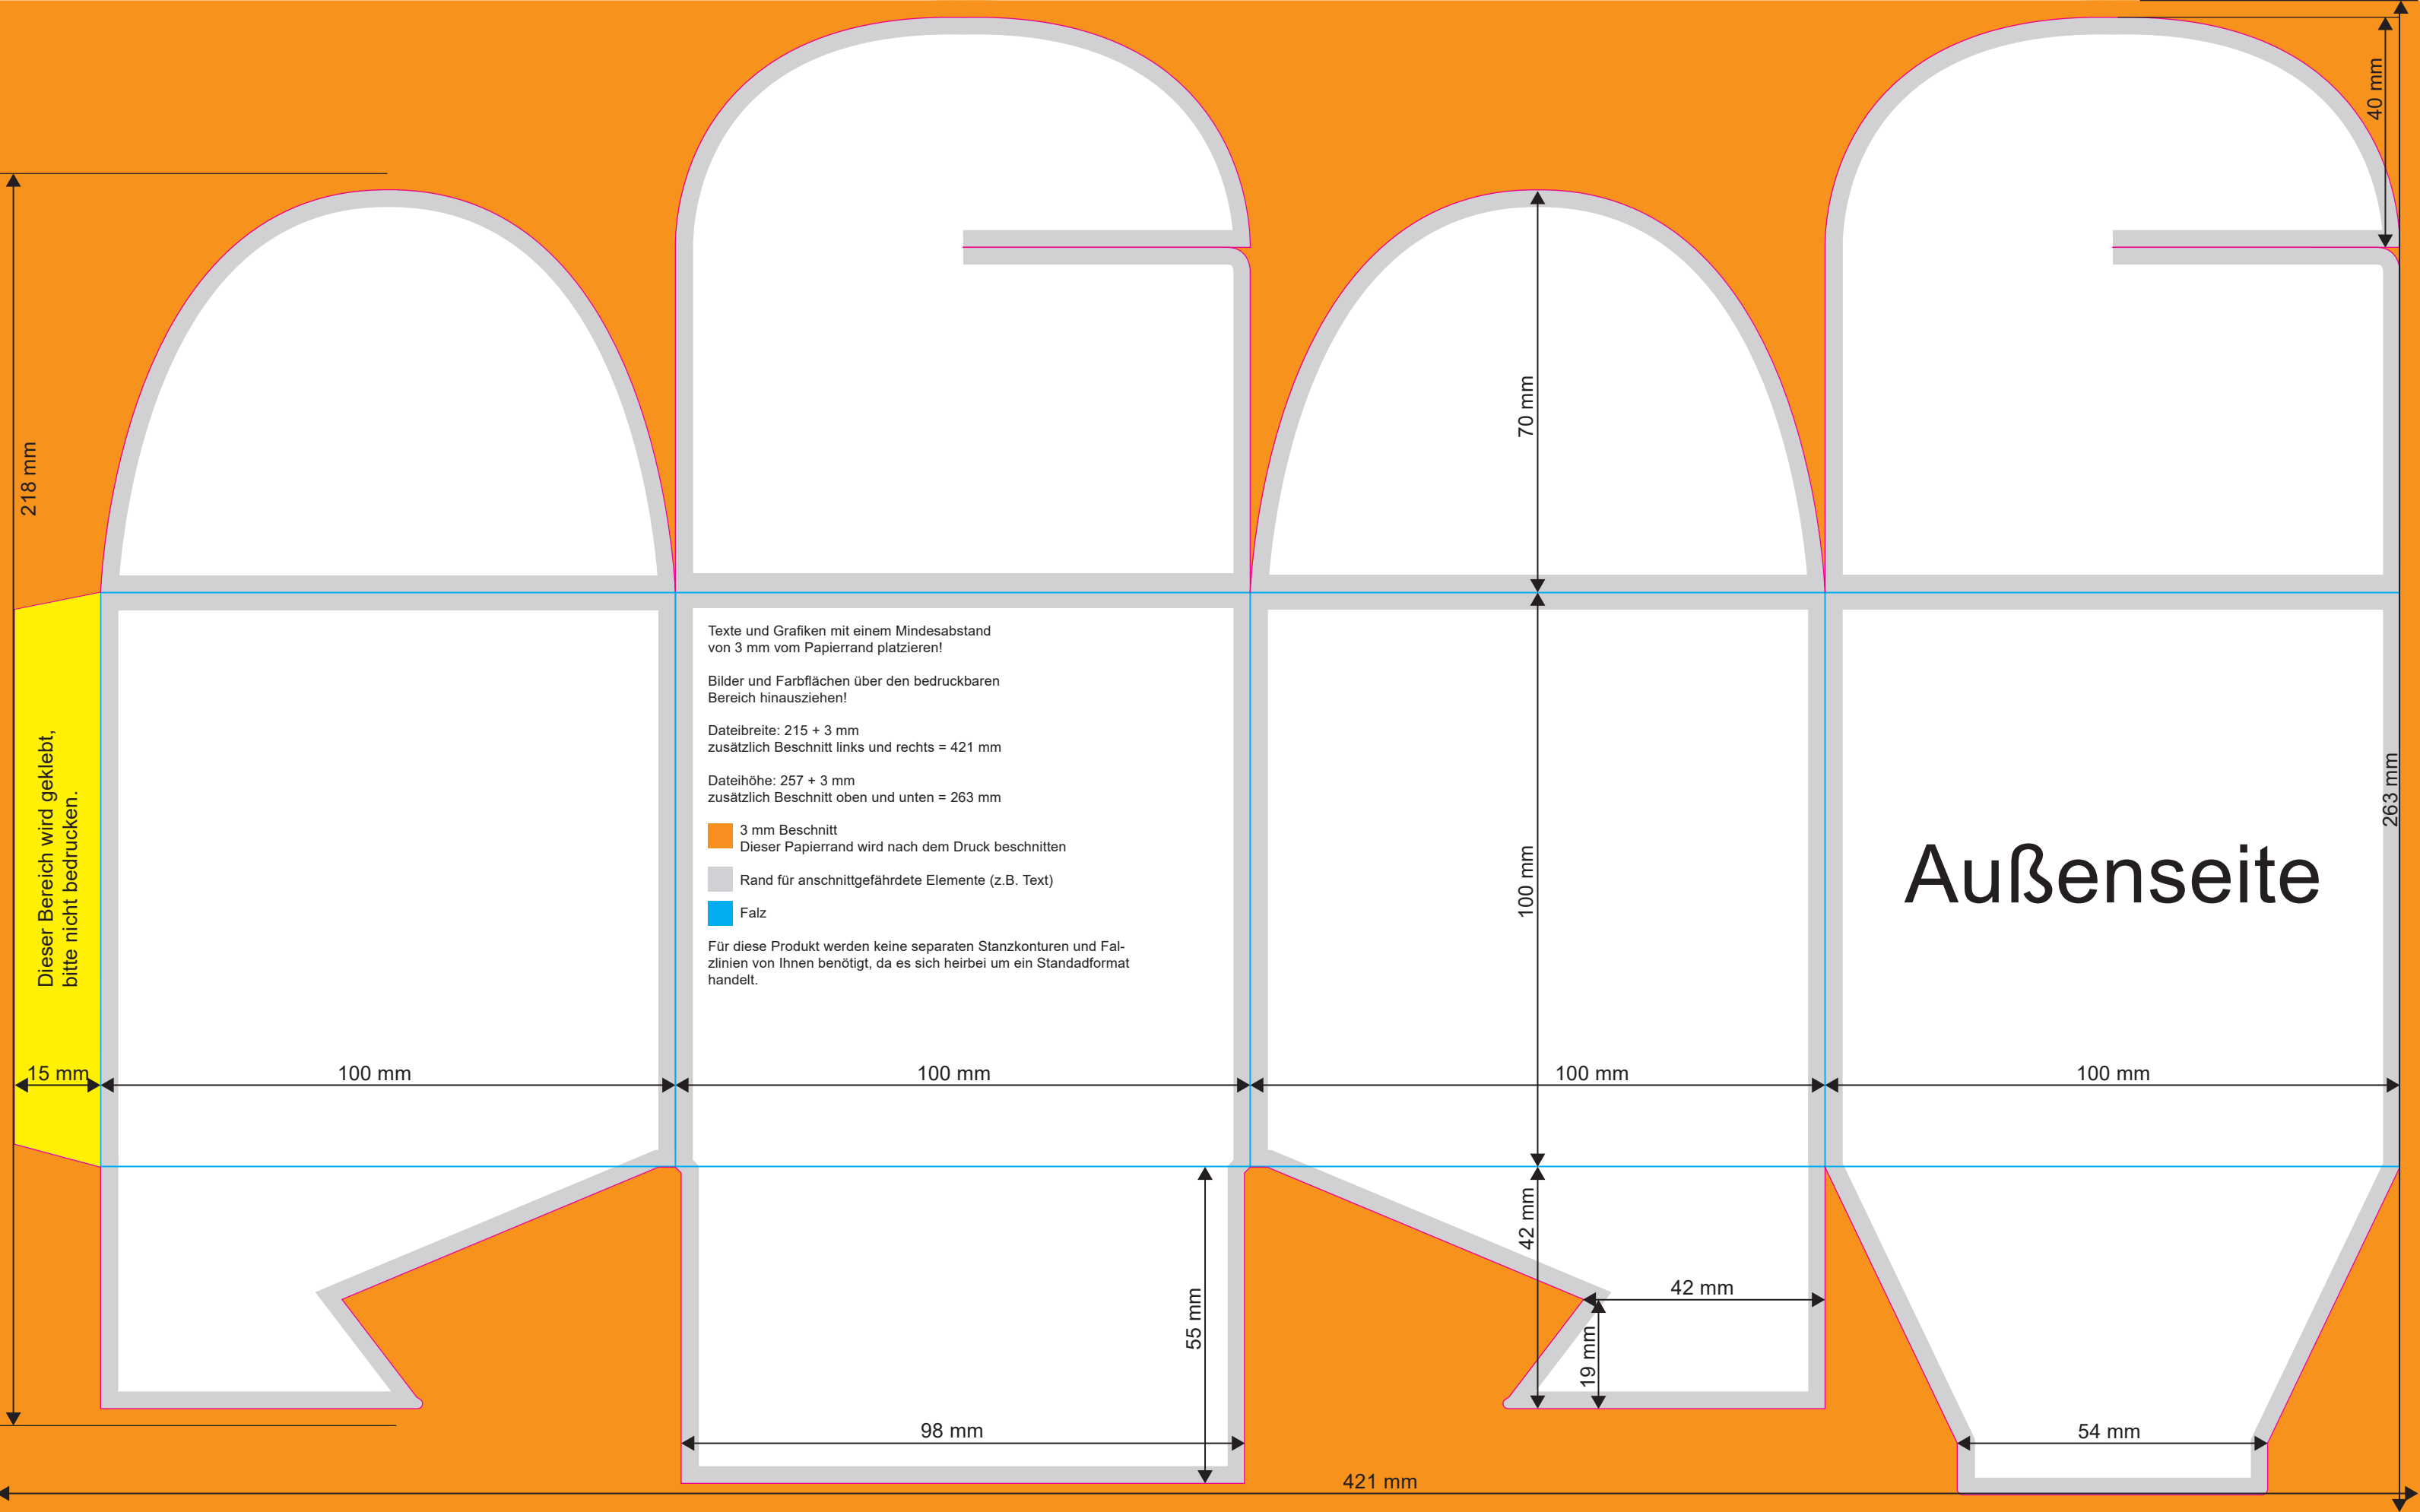 40 mm
218 mm
70 mm
Texte und Grafiken mit einem Mindesabstand
von 3 mm vom Papierrand platzieren!
Bilder und Farbflächen über den bedruckbaren
Bereich hinausziehen!
Dateibreite: 215 + 3 mm
zusätzlich Beschnitt links und rechts = 421 mm
Dateihöhe: 257 + 3 mm
zusätzlich Beschnitt oben und unten = 263 mm
3 mm Beschnitt
Dieser Papierrand wird nach dem Druck beschnitten
Rand für anschnittgefährdete Elemente (z.B. Text)
Falz
Für diese Produkt werden keine separaten Stanzkonturen und Fal-
zlinien von Ihnen benötigt, da es sich heirbei um ein Standadformat
handelt.
Dieser Bereich wird geklebt,
bitte nicht bedrucken.
100 mm
263 mm
Außenseite
15 mm
100 mm
100 mm
100 mm
100 mm
42 mm
42 mm
55 mm
19 mm
98 mm
54 mm
421 mm